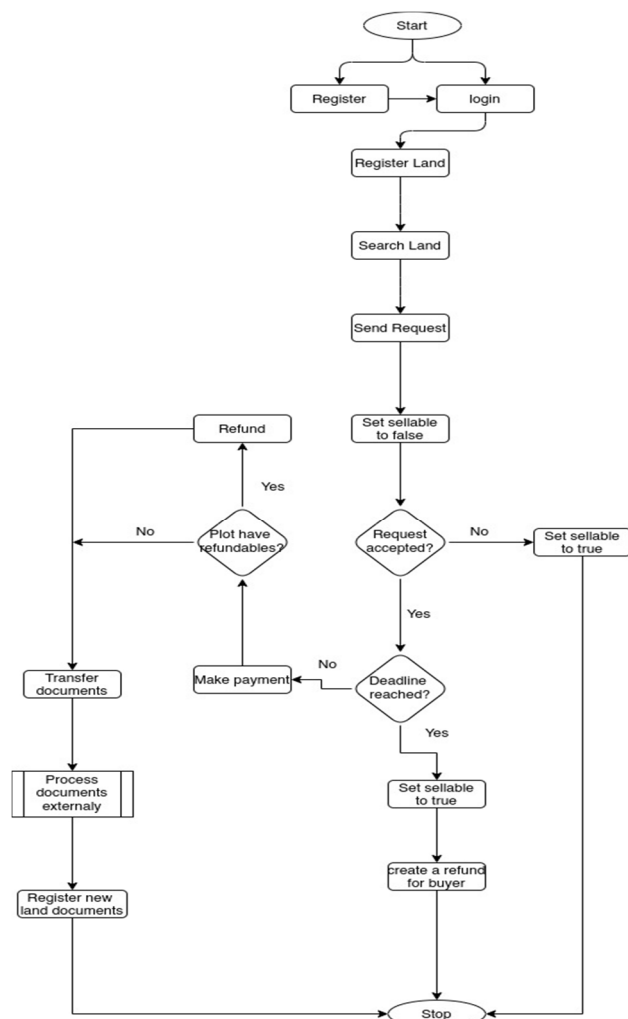 Start
Register
login
Register Land
Search Land
Send Request
Refund
Set sellable
to false
Yes
No
Plot have
refundables?
Request
accepted?
No
Set sellable
to true
Yes
Transfer
documents
Make payment
No
Deadline
reached?
Yes
Process
documents
externaly
Set sellable
to true
create a refund
for buyer
Register new
land documents
Stop